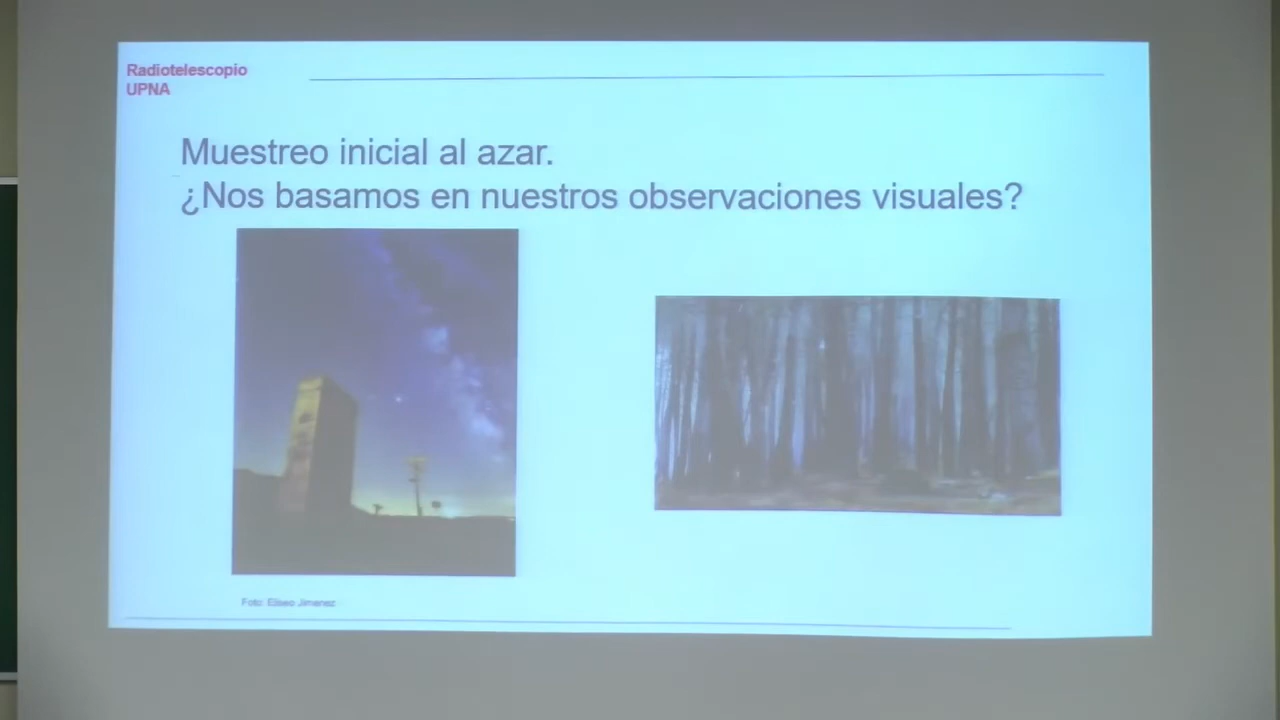 Radiotelescopio
UPNA
Muestreo inicial al azar.
¿Nos basamos en nuestros observaciones visuales?
Foto: Eliseo Jimenez